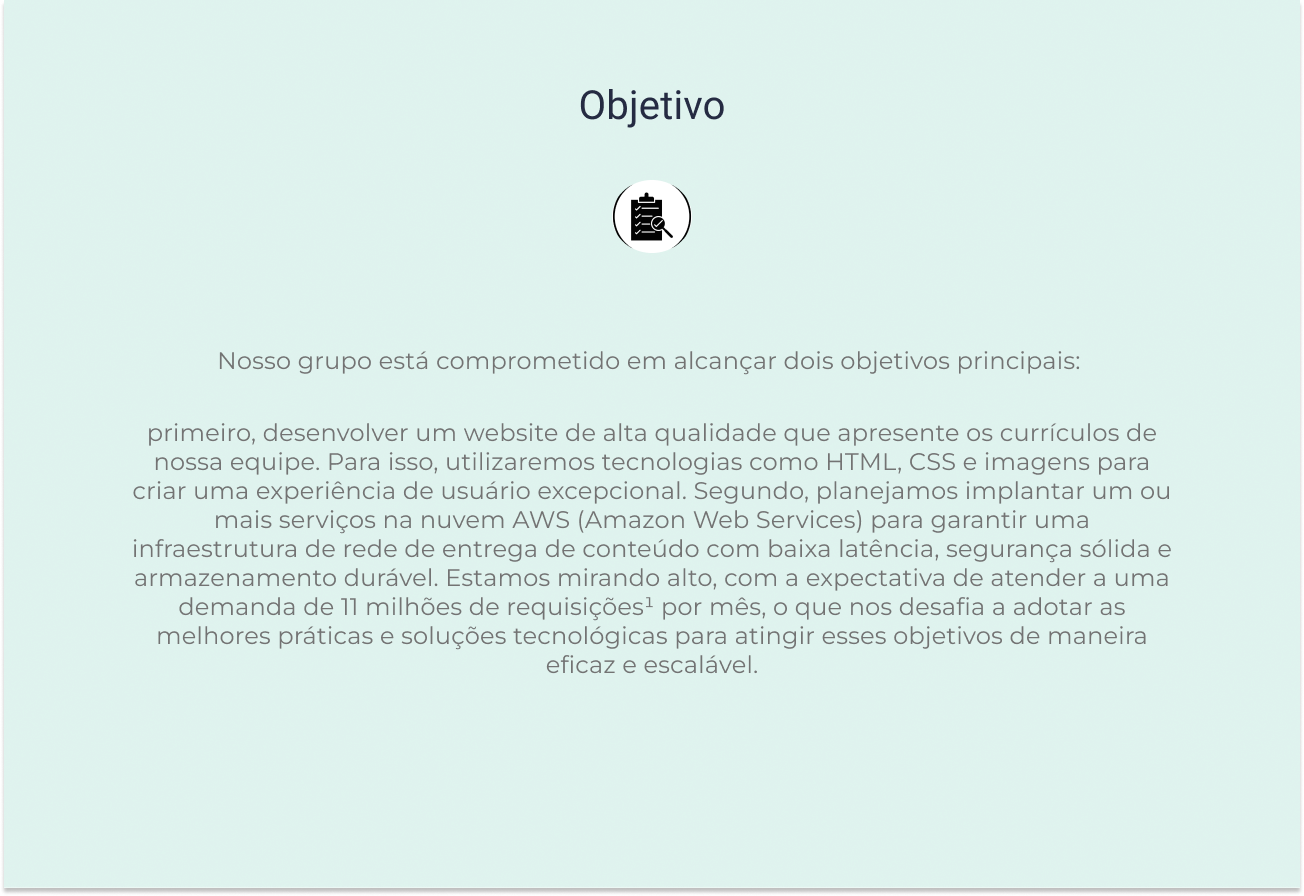 Objetivo
Nosso grupo está comprometido em alcançar dois objetivos principais:
primeiro, desenvolver um website de alta qualidade que apresente os currículos de
nossa equipe. Para isso, utilizaremos tecnologias como HTML, CSS e imagens para
criar uma experiência de usuário excepcional. Segundo, planejamos implantar um ou
mais serviços na nuvem AWS (Amazon Web Services) para garantir uma
infraestrutura de rede de entrega de conteúdo com baixa latência, segurança sólida e
armazenamento durável. Estamos mirando alto, com a expectativa de atender a uma
demanda de 11 milhões de requisições¹ por mês, o que nos desafia a adotar as
melhores práticas e soluções tecnológicas para atingir esses objetivos de maneira
eficaz e escalável.